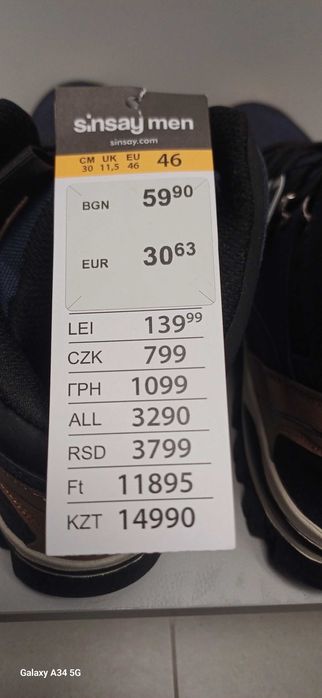 sinsay men
sinsay.com
CM UK EU 46
30 11,5 46
BGN 59⁹⁰
EUR 30⁶³
LEI 139⁹⁹
CZK 799
ГРН 1099
ALL 3290
RSD 3799
Ft 11895
KZT 14990
Galaxy A34 5G